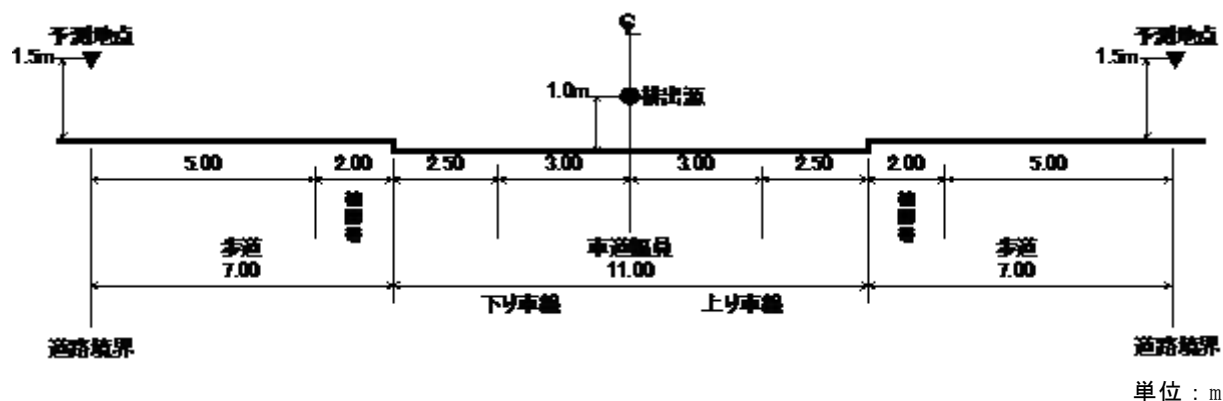 予測地点
1.5m
1.0m
排出源
予測地点
1.5m
5.00 2.00 2.50 3.00 3.00 2.50 2.00 5.00
植樹帯
植樹帯
歩道
7.00
車道幅員
11.00
歩道
7.00
下り車線
上り車線
道路境界
道路境界
単位：m